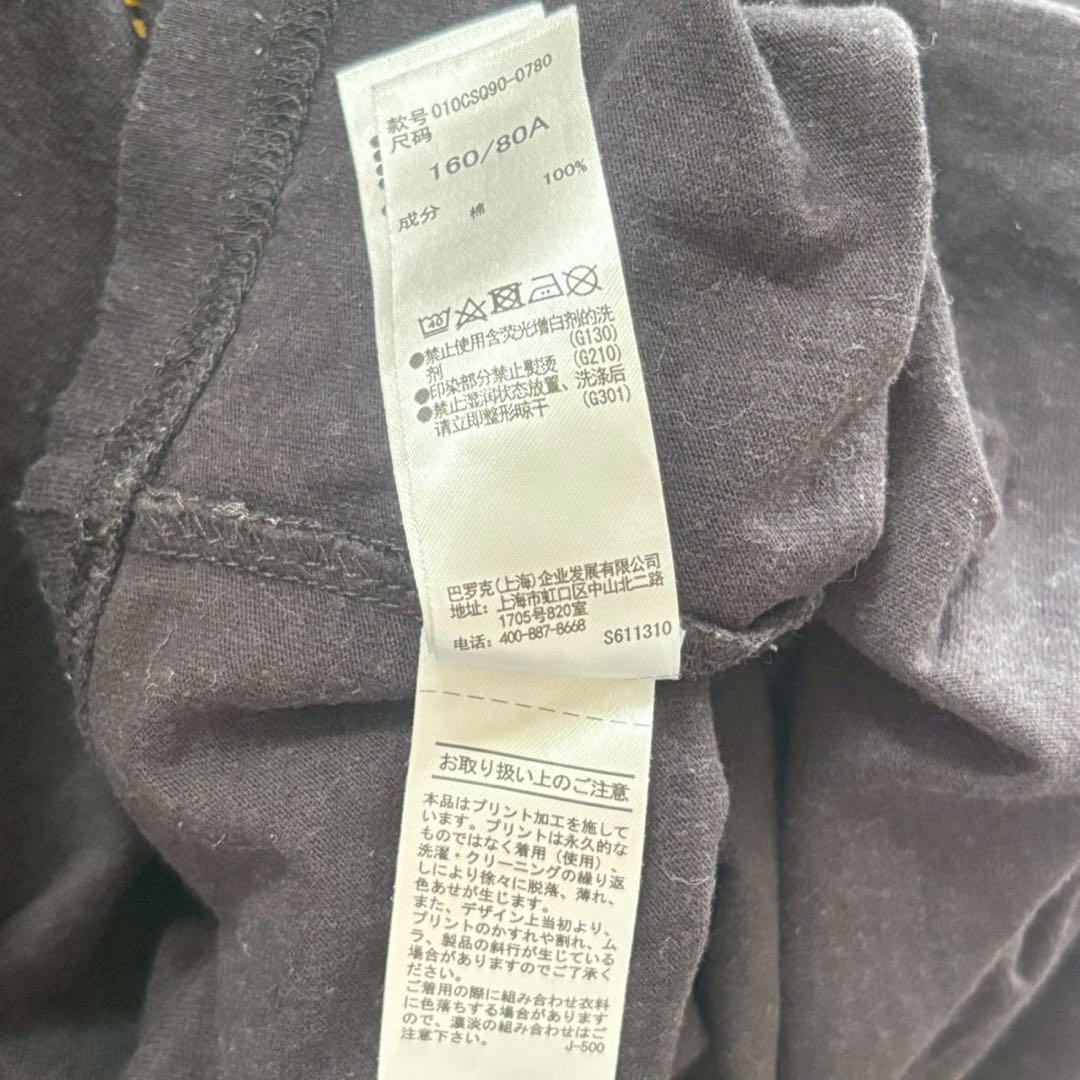 款号010CSQ90-0780
尺码
160/80A
成分 棉 100%
40
●禁止使用含荧光增白剂的洗
剂 (G130)
●印染部分禁止熨烫 (G210)
●禁止湿润状态放置、洗涤后
请立即整形晾干 (G301)
巴罗克(上海)企业发展有限公司
地址: 上海市虹口区中山北二路
1705号820室
电话: 400-887-8668 S611310
お取り扱い上のご注意
本品はプリント加工を施して
います。プリントは永久的な
ものではなく着用（使用）、
洗濯・クリーニングの繰り返
しにより徐々に脱落、薄れ、
色あせが生じます。
また、デザイン上当初より、
プリントのかすれや割れ、ム
ラ、製品の斜行が生じている
場合がありますのでご了承く
ださい。
ご着用の際に組み合わせ衣料
に色落ちする場合があります
ので、濃淡の組み合わせはご
注意下さい。 J-500